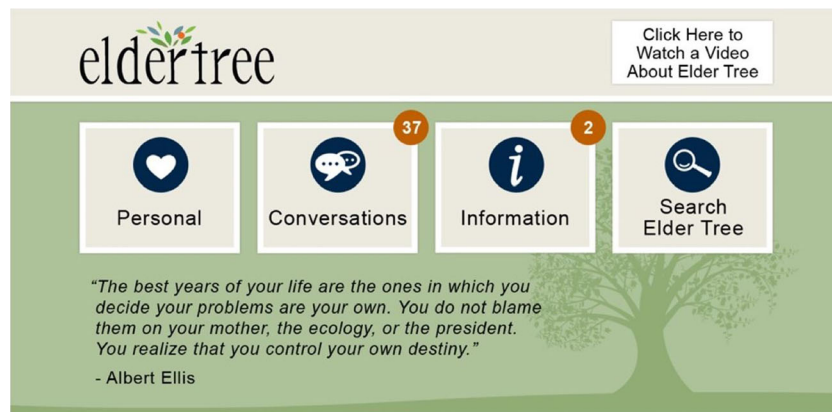 eldertree
Click Here to
Watch a Video
About Elder Tree
37
2
Personal
Conversations
Information
Search
Elder Tree
“The best years of your life are the ones in which you
decide your problems are your own. You do not blame
them on your mother, the ecology, or the president.
You realize that you control your own destiny.”
- Albert Ellis